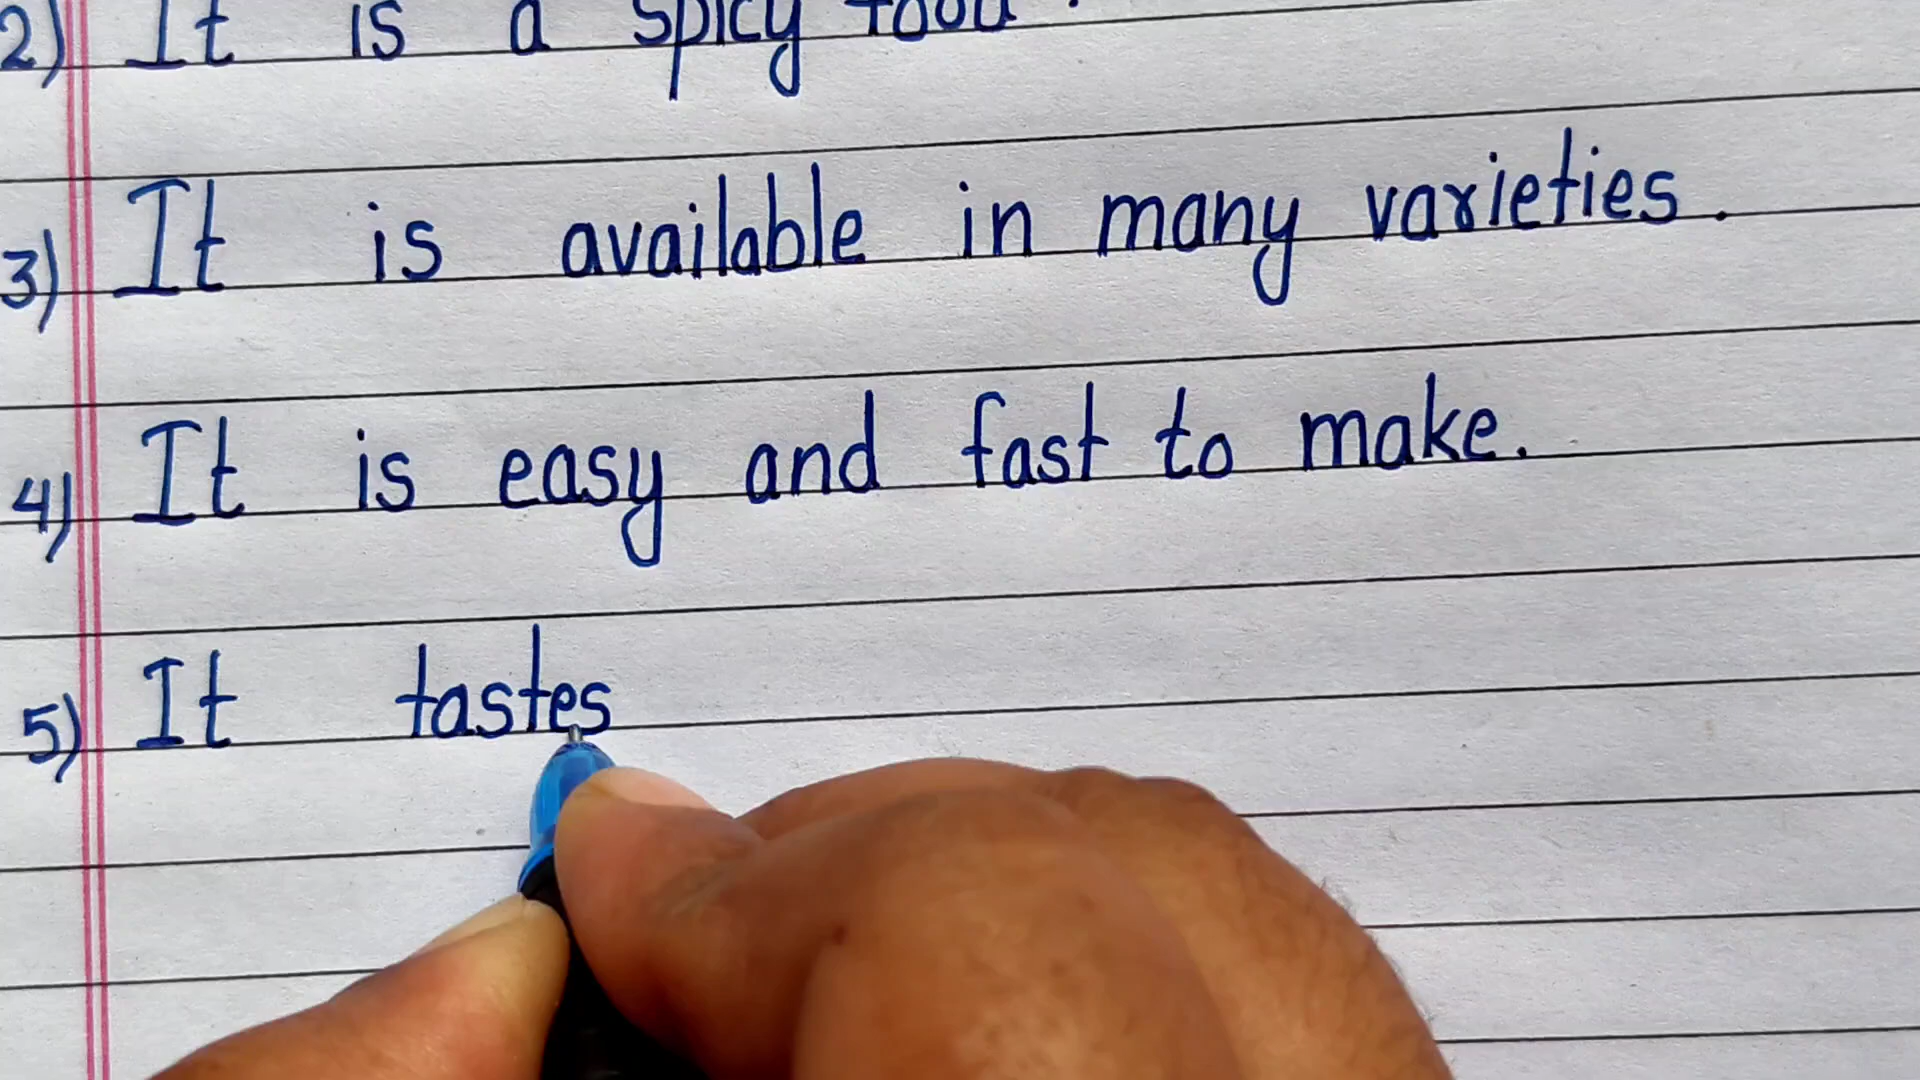 2) It is a spicy food.
3) It is available in many varieties.
4) It is easy and fast to make.
5) It tastes